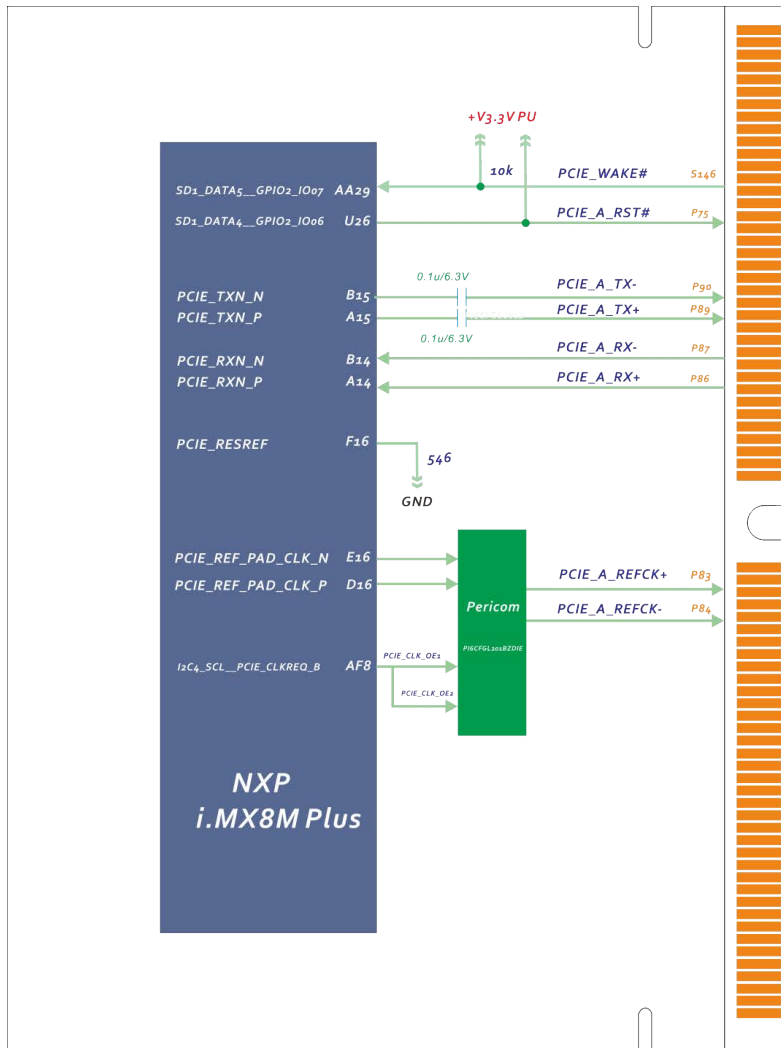 +V3.3V PU
10k
SD1_DATA5__GPIO2_IO07 AA29 PCIE_WAKE# S146
SD1_DATA4__GPIO2_IO06 U26 PCIE_A_RST# P75
0.1u/6.3V
PCIE_TXN_N B15 PCIE_A_TX- P90
PCIE_TXN_P A15 PCIE_A_TX+ P89
0.1u/6.3V
PCIE_RXN_N B14 PCIE_A_RX- P87
PCIE_RXN_P A14 PCIE_A_RX+ P86
PCIE_RESREF F16 546
GND
PCIE_REF_PAD_CLK_N E16
PCIE_A_REFCK+ P83
PCIE_REF_PAD_CLK_P D16
Pericom PCIE_A_REFCK- P84
PI6CFGL201BZDIE
PCIE_CLK_OE1
I2C4_SCL__PCIE_CLKREQ_B AF8
PCIE_CLK_OE2
NXP
i.MX8M Plus